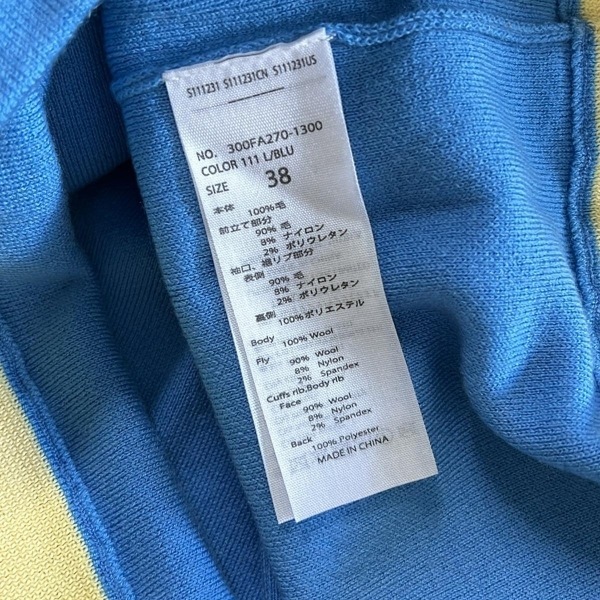 S111231 S111231CN S111231US
NO. 300FA270-1300
COLOR 111 L/BLU
SIZE 38
本体 100%毛
前立て部分
90% 毛
8% ナイロン
2% ポリウレタン
袖口、裾リブ部分
表側
90% 毛
8% ナイロン
2% ポリウレタン
裏側
100%ポリエステル
Body 100% Wool
Fly
90% Wool
8% Nylon
2% Spandex
Cuffs rib,Body rib
Face
90% Wool
8% Nylon
2% Spandex
Back
100% Polyester
MADE IN CHINA